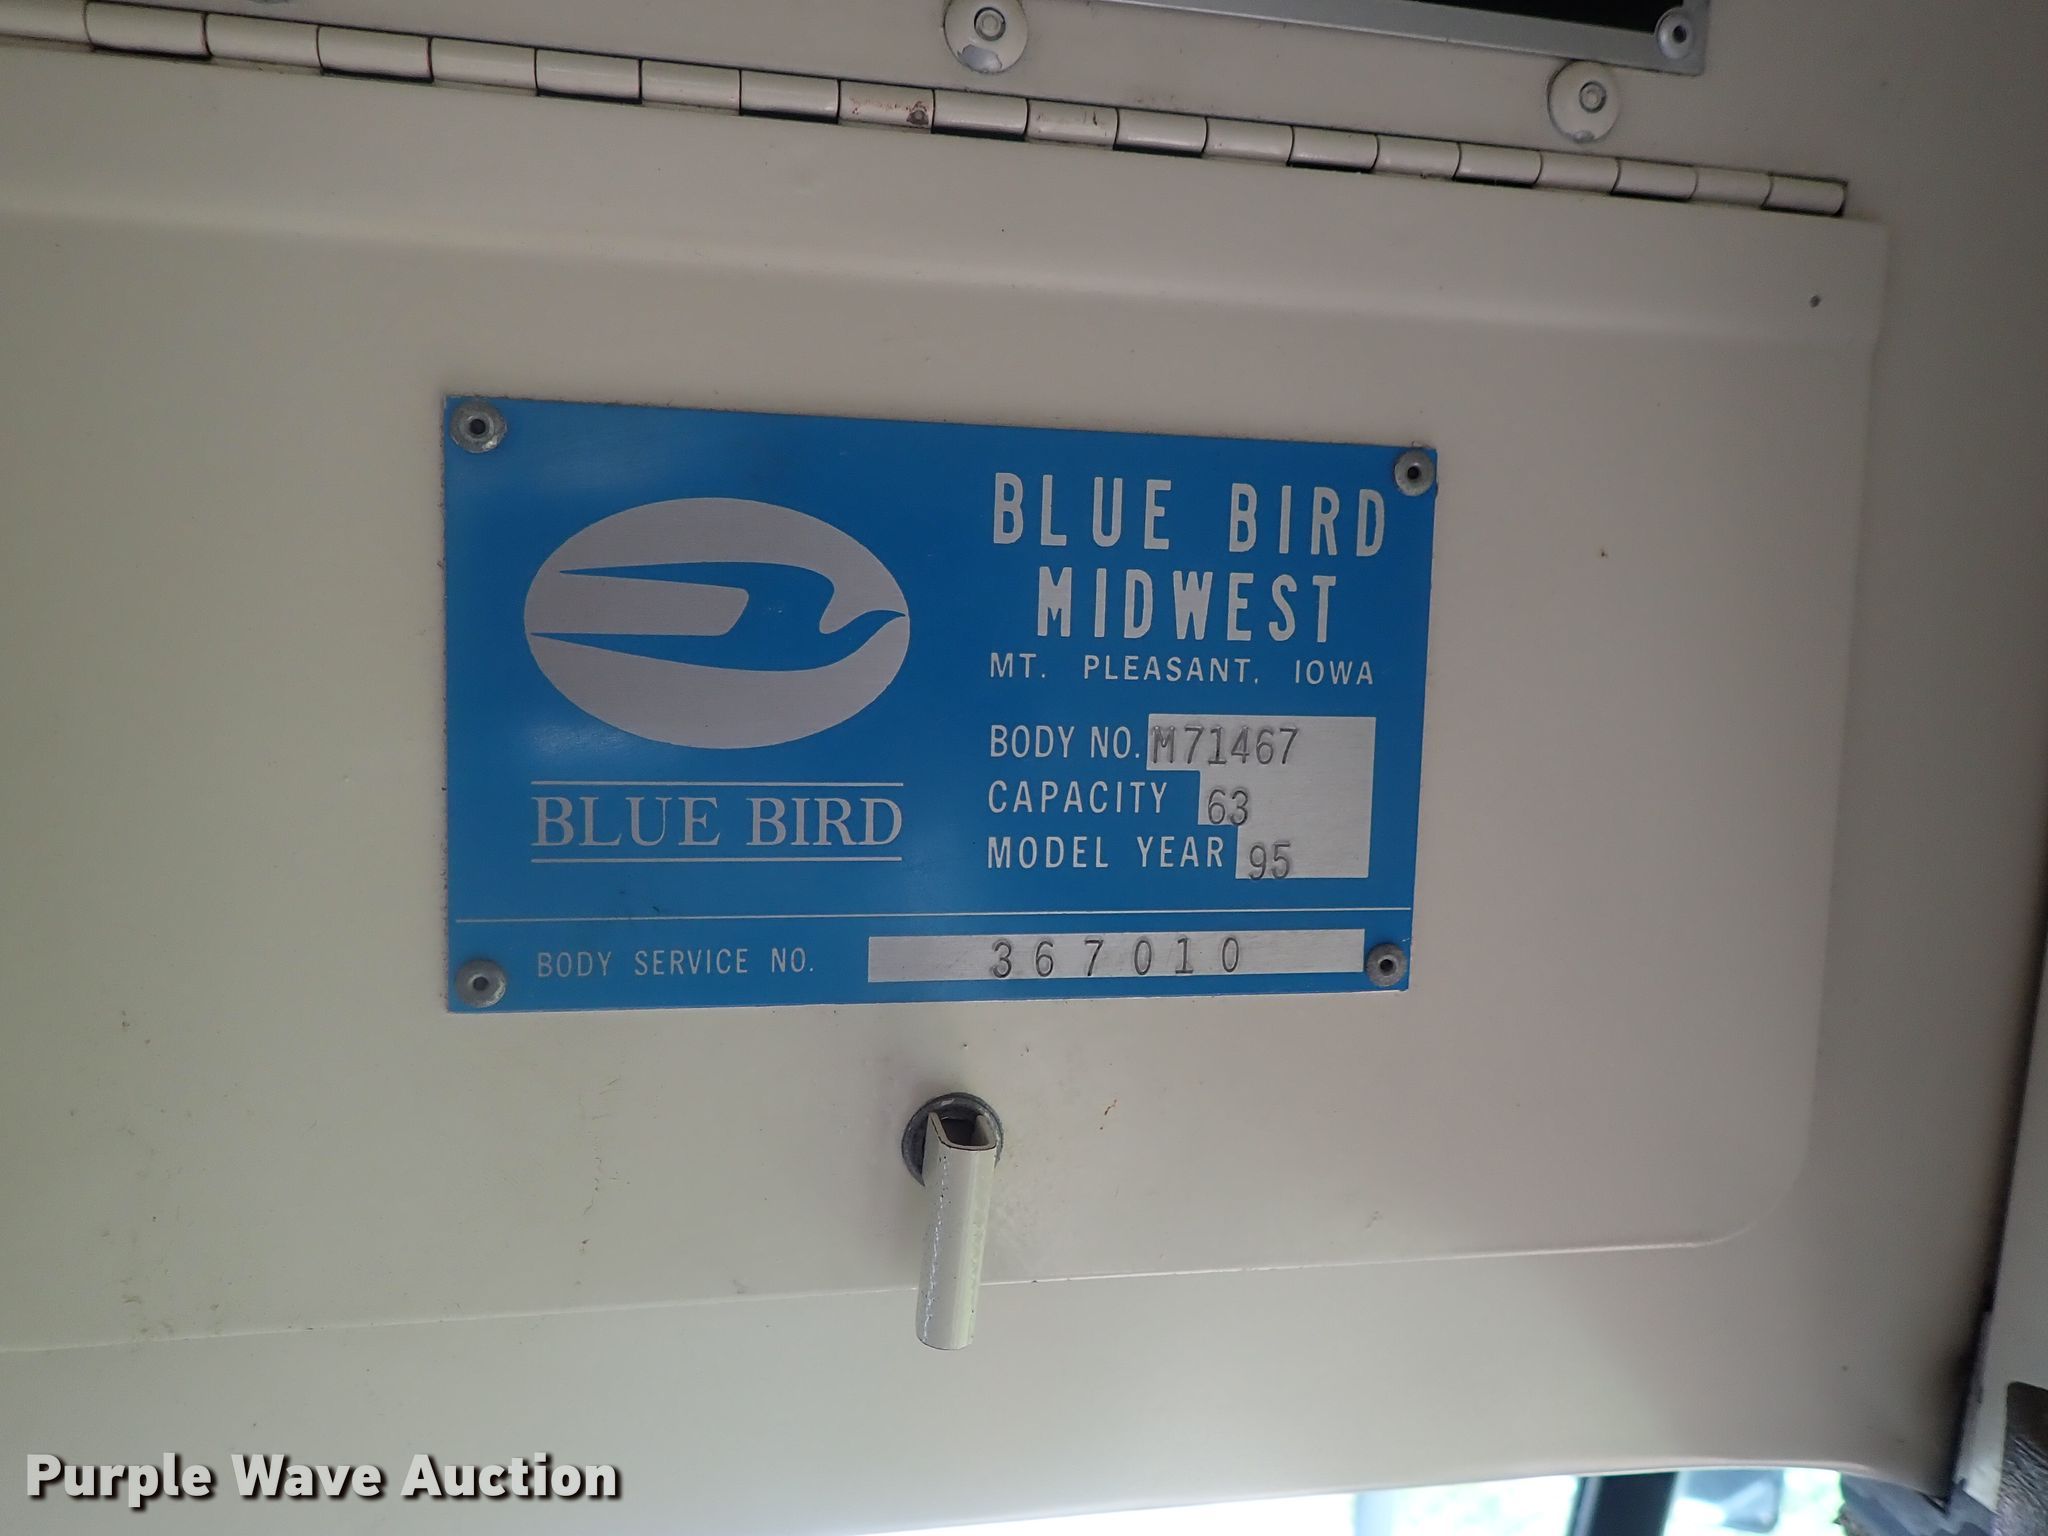 BLUE BIRD
MIDWEST
MT. PLEASANT, IOWA
BODY NO. M71467
CAPACITY 63
MODEL YEAR 95
BLUE BIRD
BODY SERVICE NO. 367010
Purple Wave Auction